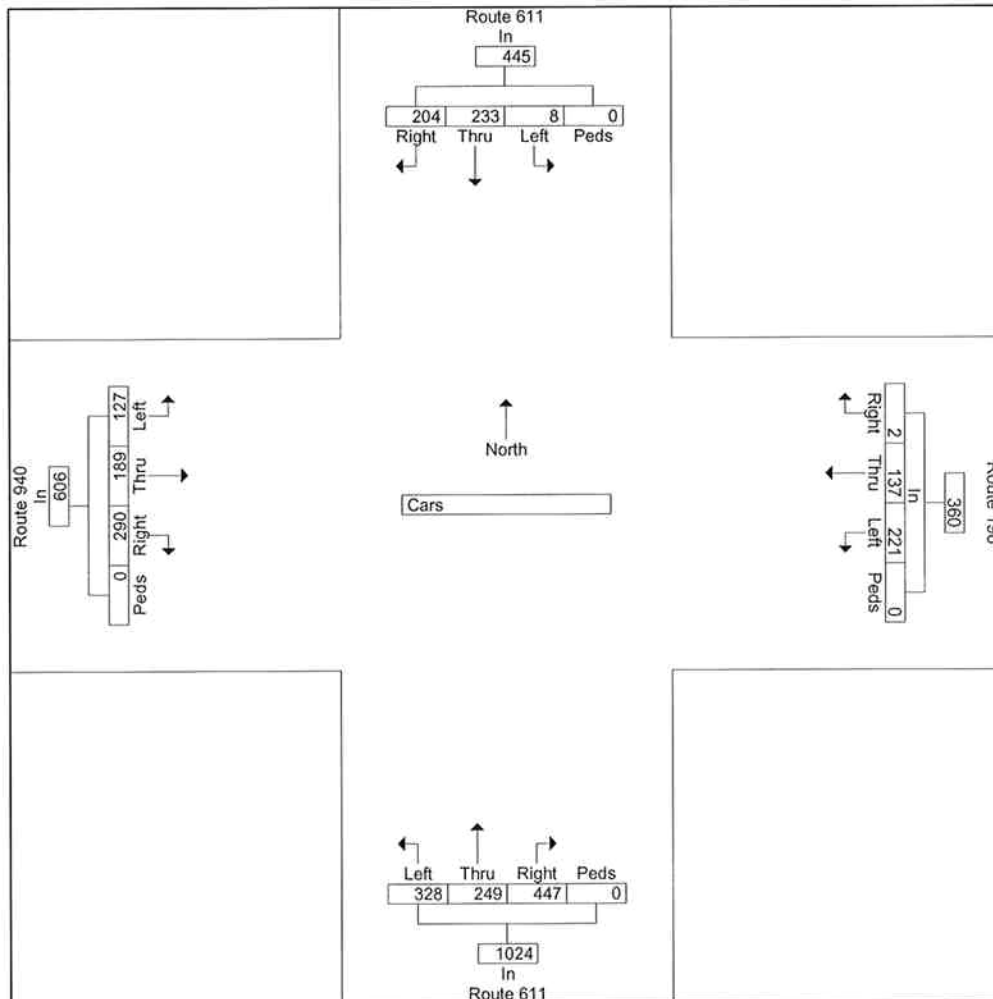 Route 611
In
445
204 233 8 0
Right Thru Left Peds
Route 940
In
606
127 189 290 0
Left Thru Right Peds
North
Cars
Right Thru Left Peds
2 137 221 0
In
360
Route
Left Thru Right Peds
328 249 447 0
1024
In
Route 611